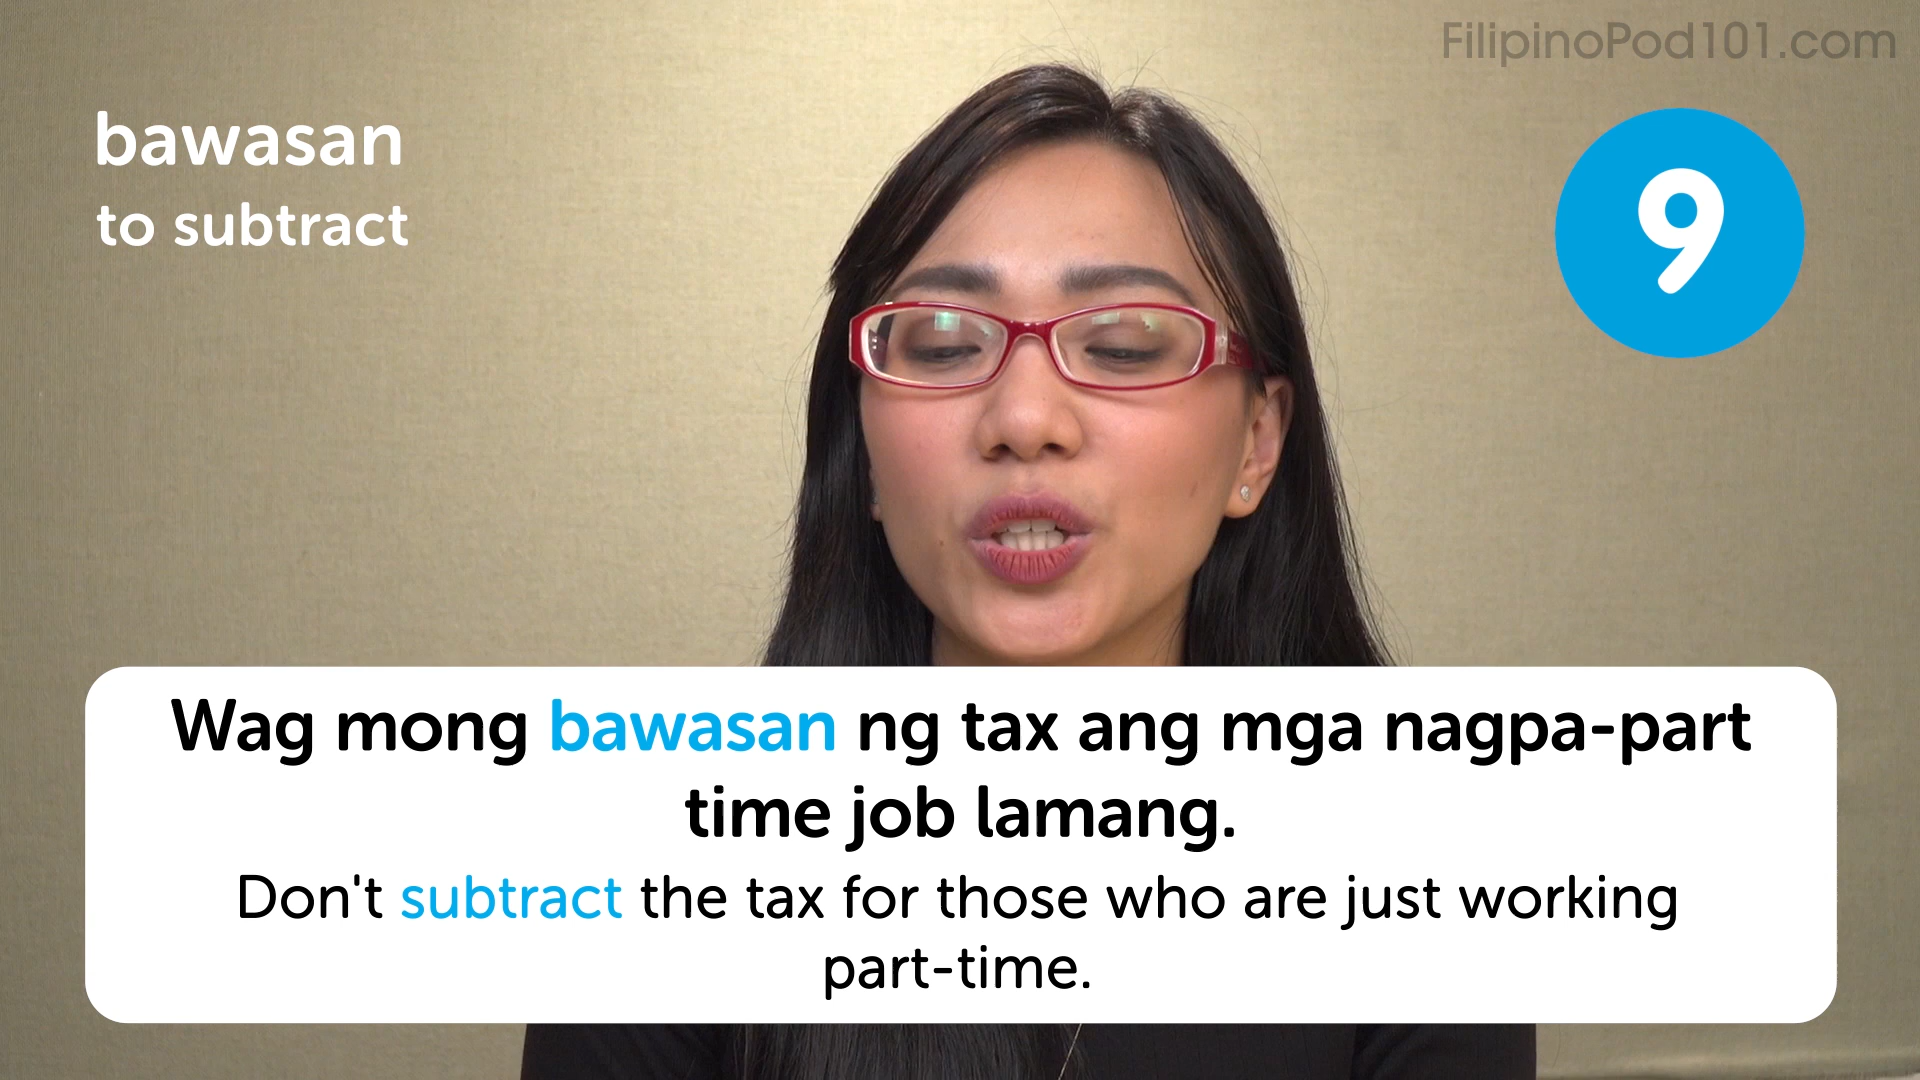 FilipinoPod101.com
bawasan
to subtract
9
Wag mong bawasan ng tax ang mga nagpa-part
time job lamang.
Don't subtract the tax for those who are just working
part-time.